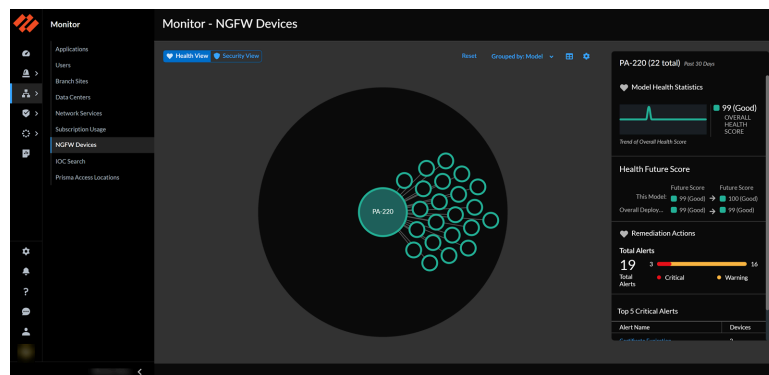 Monitor
Applications
Users
Branch Sites
Data Centers
Network Services
Subscription Usage
NGFW Devices
IOC Search
Prisma Access Locations
Monitor - NGFW Devices
Health View
Security View
Reset
Grouped by: Model
PA-220
PA-220 (22 total) Past 30 Days
Model Health Statistics
99 (Good)
OVERALL
HEALTH
SCORE
Trend of Overall Health Score
Health Future Score
Future Score Future Score
This Model: 99 (Good) → 100 (Good)
Overall Deploy... 99 (Good) → 99 (Good)
Remediation Actions
Total Alerts
19 3 16
Total
Alerts
Critical Warning
Top 5 Critical Alerts
Alert Name Devices